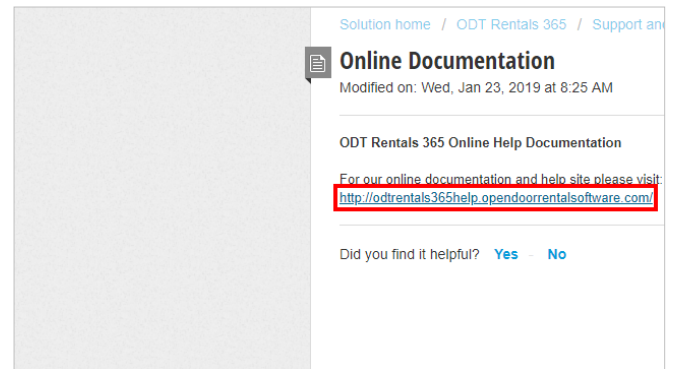 Solution home / ODT Rentals 365 / Support an
Online Documentation
Modified on: Wed, Jan 23, 2019 at 8:25 AM
ODT Rentals 365 Online Help Documentation
For our online documentation and help site please visit:
http://odtrentals365help.opendoorrentalsoftware.com/
Did you find it helpful? Yes No